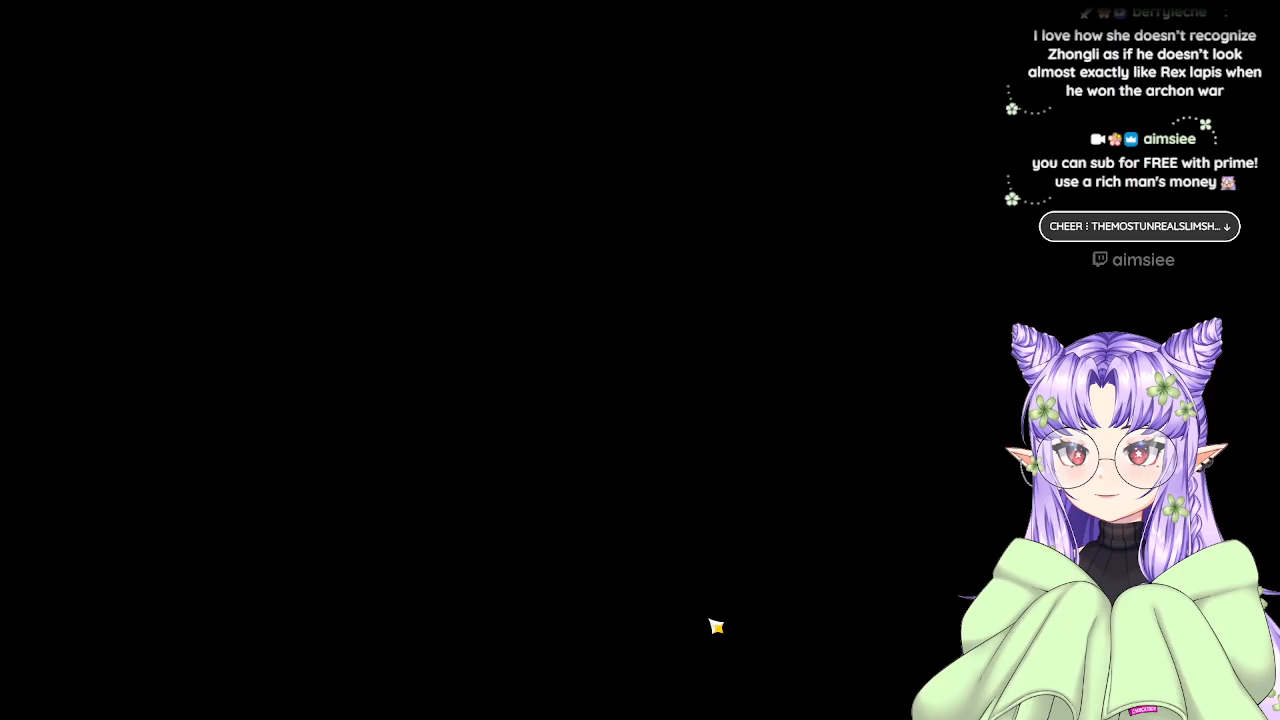 berryleche :
I love how she doesn't recognize
Zhongli as if he doesn't look
almost exactly like Rex lapis when
he won the archon war
aimsiee
you can sub for FREE with prime!
use a rich man's money
CHEER : THEMOSTUNREALSLIMSH... ↓
aimsiee